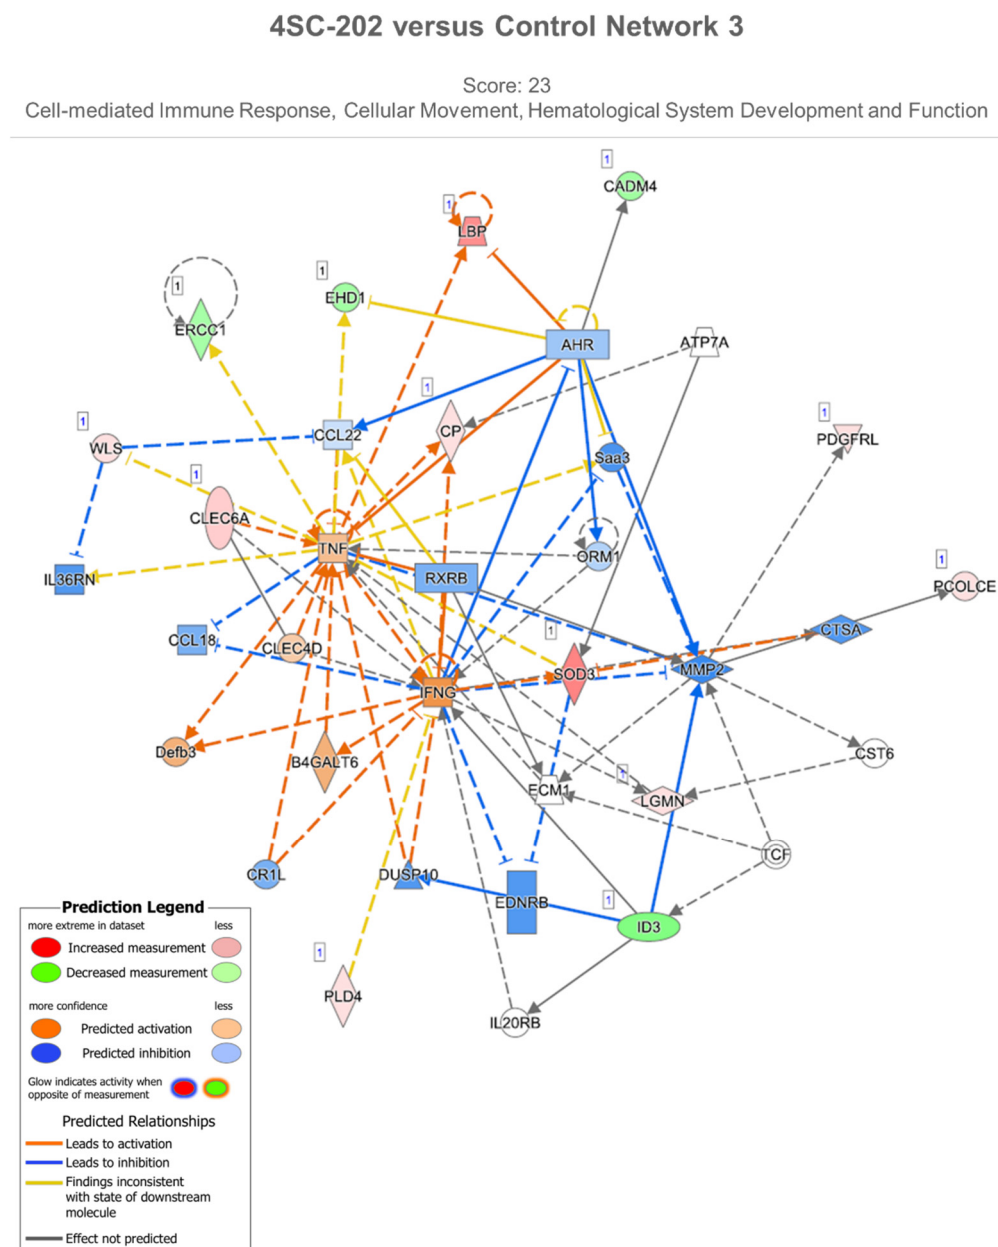 4SC-202 versus Control Network 3
Score: 23
Cell-mediated Immune Response, Cellular Movement, Hematological System Development and Function
1
CADM4
1
LBP
1
EHD1
1
ERCC1
AHR
ATP7A
1
CP
1
PDGFRL
1
WLS
CCL22
Saa3
1
CLEC6A
TNF
ORM1
IL36RN
RXRB
1
PCOLCE
CCL18
CLEC4D
1
SOD3
CTSA
MMP2
IFNG
Defb3
B4GALT6
CST6
ECM1
1
LGMN
TCF
CR1L
DUSP10
EDNRB
1
ID3
1
PLD4
IL20RB
Prediction Legend
more extreme in dataset less
Increased measurement
Decreased measurement
more confidence less
Predicted activation
Predicted inhibition
Glow indicates activity when
opposite of measurement
Predicted Relationships
Leads to activation
Leads to inhibition
Findings inconsistent
with state of downstream
molecule
Effect not predicted